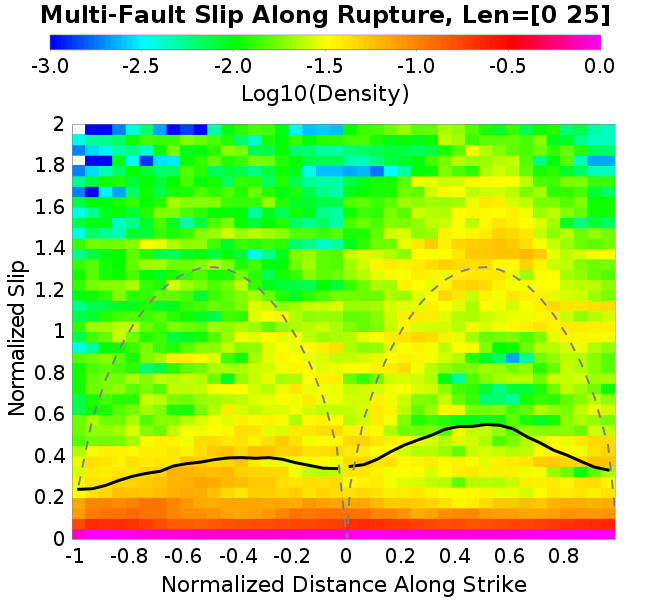 Multi-Fault Slip Along Rupture, Len=[0 25]
-3.0 -2.5 -2.0 -1.5 -1.0 -0.5 0.0
Log10(Density)
2
1.8
1.6
1.4
1.2
1
0.8
0.6
0.4
0.2
0
Normalized Slip
-1 -0.8 -0.6 -0.4 -0.2 0 0.2 0.4 0.6 0.8
Normalized Distance Along Strike